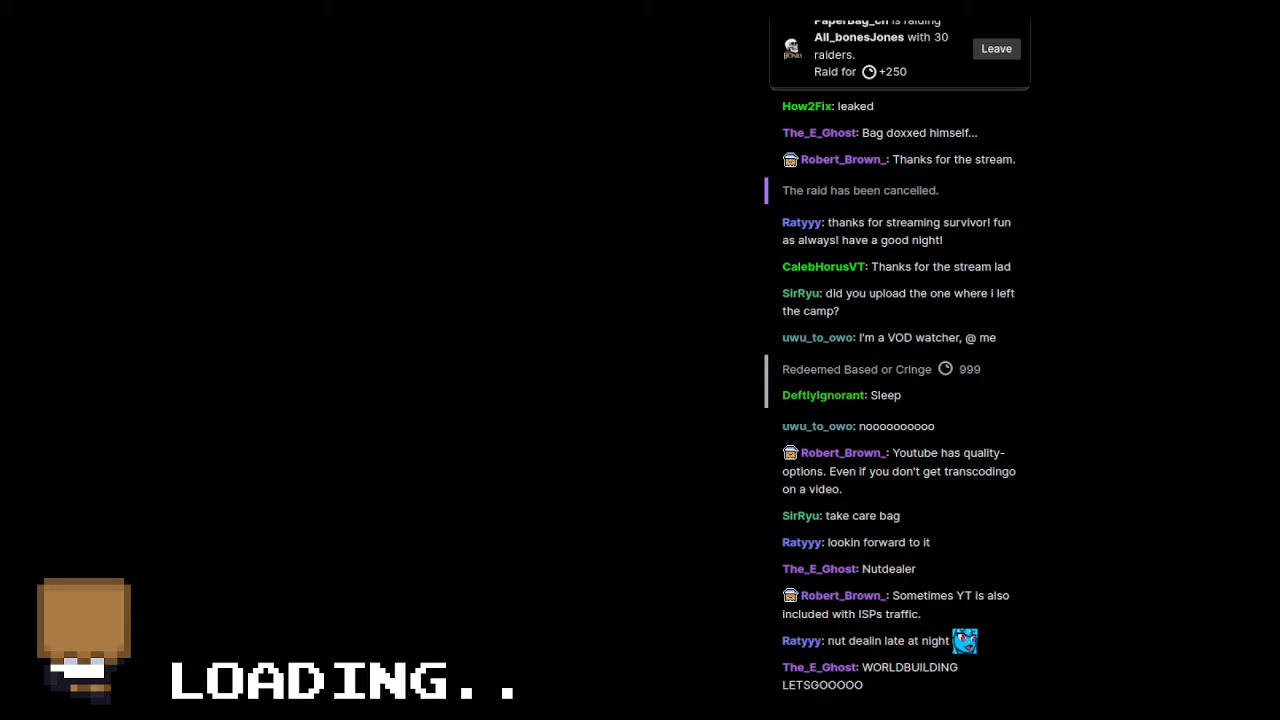 PaperBag_ch is raiding
All_bonesJones with 30
raiders.
Raid for +250
Leave
How2Fix: leaked
The_E_Ghost: Bag doxxed himself...
Robert_Brown_: Thanks for the stream.
The raid has been cancelled.
Ratyyy: thanks for streaming survivor! fun
as always! have a good night!
CalebHorusVT: Thanks for the stream lad
SirRyu: did you upload the one where i left
the camp?
uwu_to_owo: I'm a VOD watcher, @ me
Redeemed Based or Cringe 999
DeftlyIgnorant: Sleep
uwu_to_owo: noooooooooo
Robert_Brown_: Youtube has quality-
options. Even if you don't get transcodingo
on a video.
SirRyu: take care bag
Ratyyy: lookin forward to it
The_E_Ghost: Nutdealer
Robert_Brown_: Sometimes YT is also
included with ISPs traffic.
Ratyyy: nut dealin late at night
The_E_Ghost: WORLDBUILDING
LETSGOOOOO
LOADING..